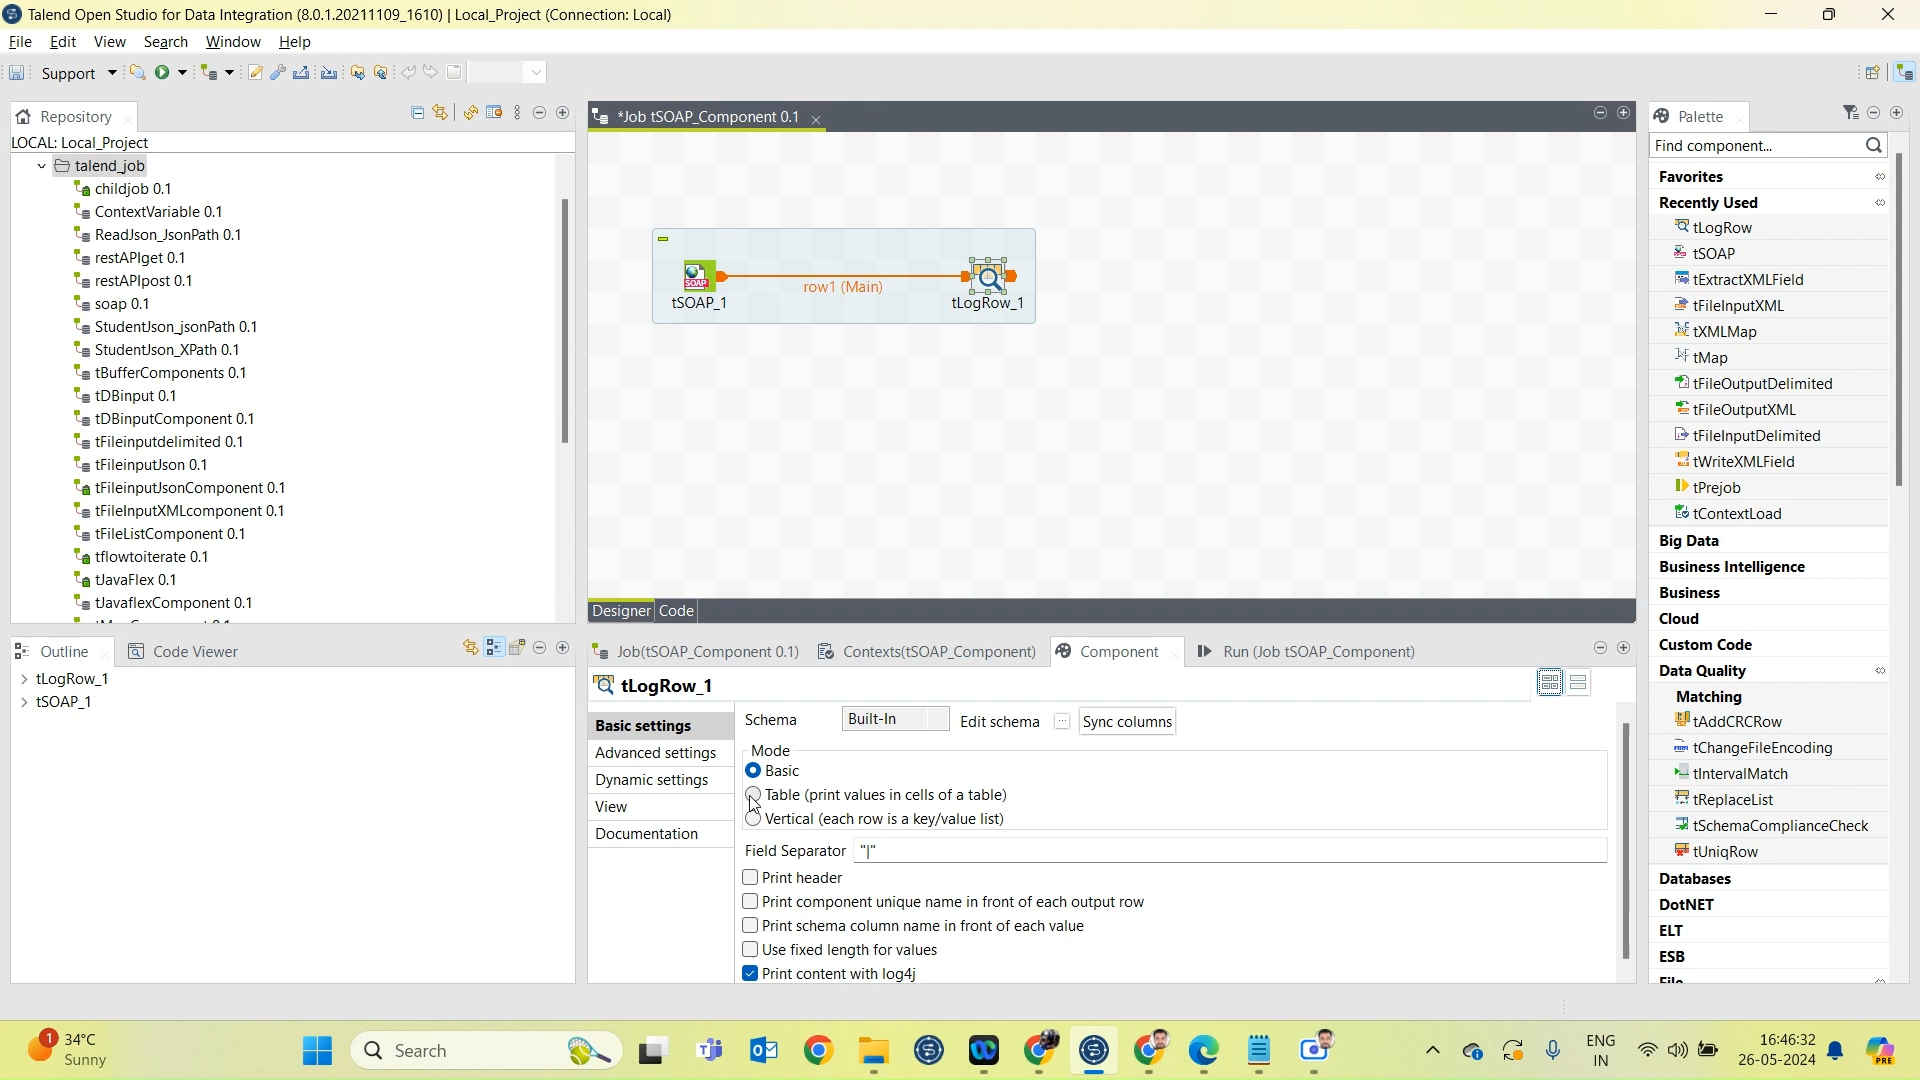 Talend Open Studio for Data Integration (8.0.1.20211109_1610) | Local_Project (Connection: Local)
File Edit View Search Window Help
Support
Repository
LOCAL: Local_Project
talend_job
childjob 0.1
ContextVariable 0.1
ReadJson_JsonPath 0.1
restAPIget 0.1
restAPIpost 0.1
soap 0.1
StudentJson_jsonPath 0.1
StudentJson_XPath 0.1
tBufferComponents 0.1
tDBinput 0.1
tDBinputComponent 0.1
tFileinputdelimited 0.1
tFileinputJson 0.1
tFileinputJsonComponent 0.1
tFileInputXMLcomponent 0.1
tFileListComponent 0.1
tflowtoiterate 0.1
tJavaFlex 0.1
tJavaflexComponent 0.1
*Job tSOAP_Component 0.1
SOAP
row1 (Main)
tSOAP_1
tLogRow_1
Designer Code
Palette
Find component...
Favorites
Recently Used
tLogRow
tSOAP
tExtractXMLField
tFileInputXML
tXMLMap
tMap
tFileOutputDelimited
tFileOutputXML
tFileInputDelimited
tWriteXMLField
tPrejob
tContextLoad
Big Data
Business Intelligence
Business
Cloud
Custom Code
Data Quality
Matching
tAddCRCRow
tChangeFileEncoding
tIntervalMatch
tReplaceList
tSchemaComplianceCheck
tUniqRow
Databases
DotNET
ELT
ESB
File
Outline Code Viewer
tLogRow_1
tSOAP_1
Job(tSOAP_Component 0.1) Contexts(tSOAP_Component) Component Run (Job tSOAP_Component)
tLogRow_1
Basic settings
Advanced settings
Dynamic settings
View
Documentation
Schema Built-In Edit schema ... Sync columns
Mode
Basic
Table (print values in cells of a table)
Vertical (each row is a key/value list)
Field Separator "|"
Print header
Print component unique name in front of each output row
Print schema column name in front of each value
Use fixed length for values
Print content with log4j
1
34°C
Sunny
Search
ENG
IN
16:46:32
26-05-2024
PRE